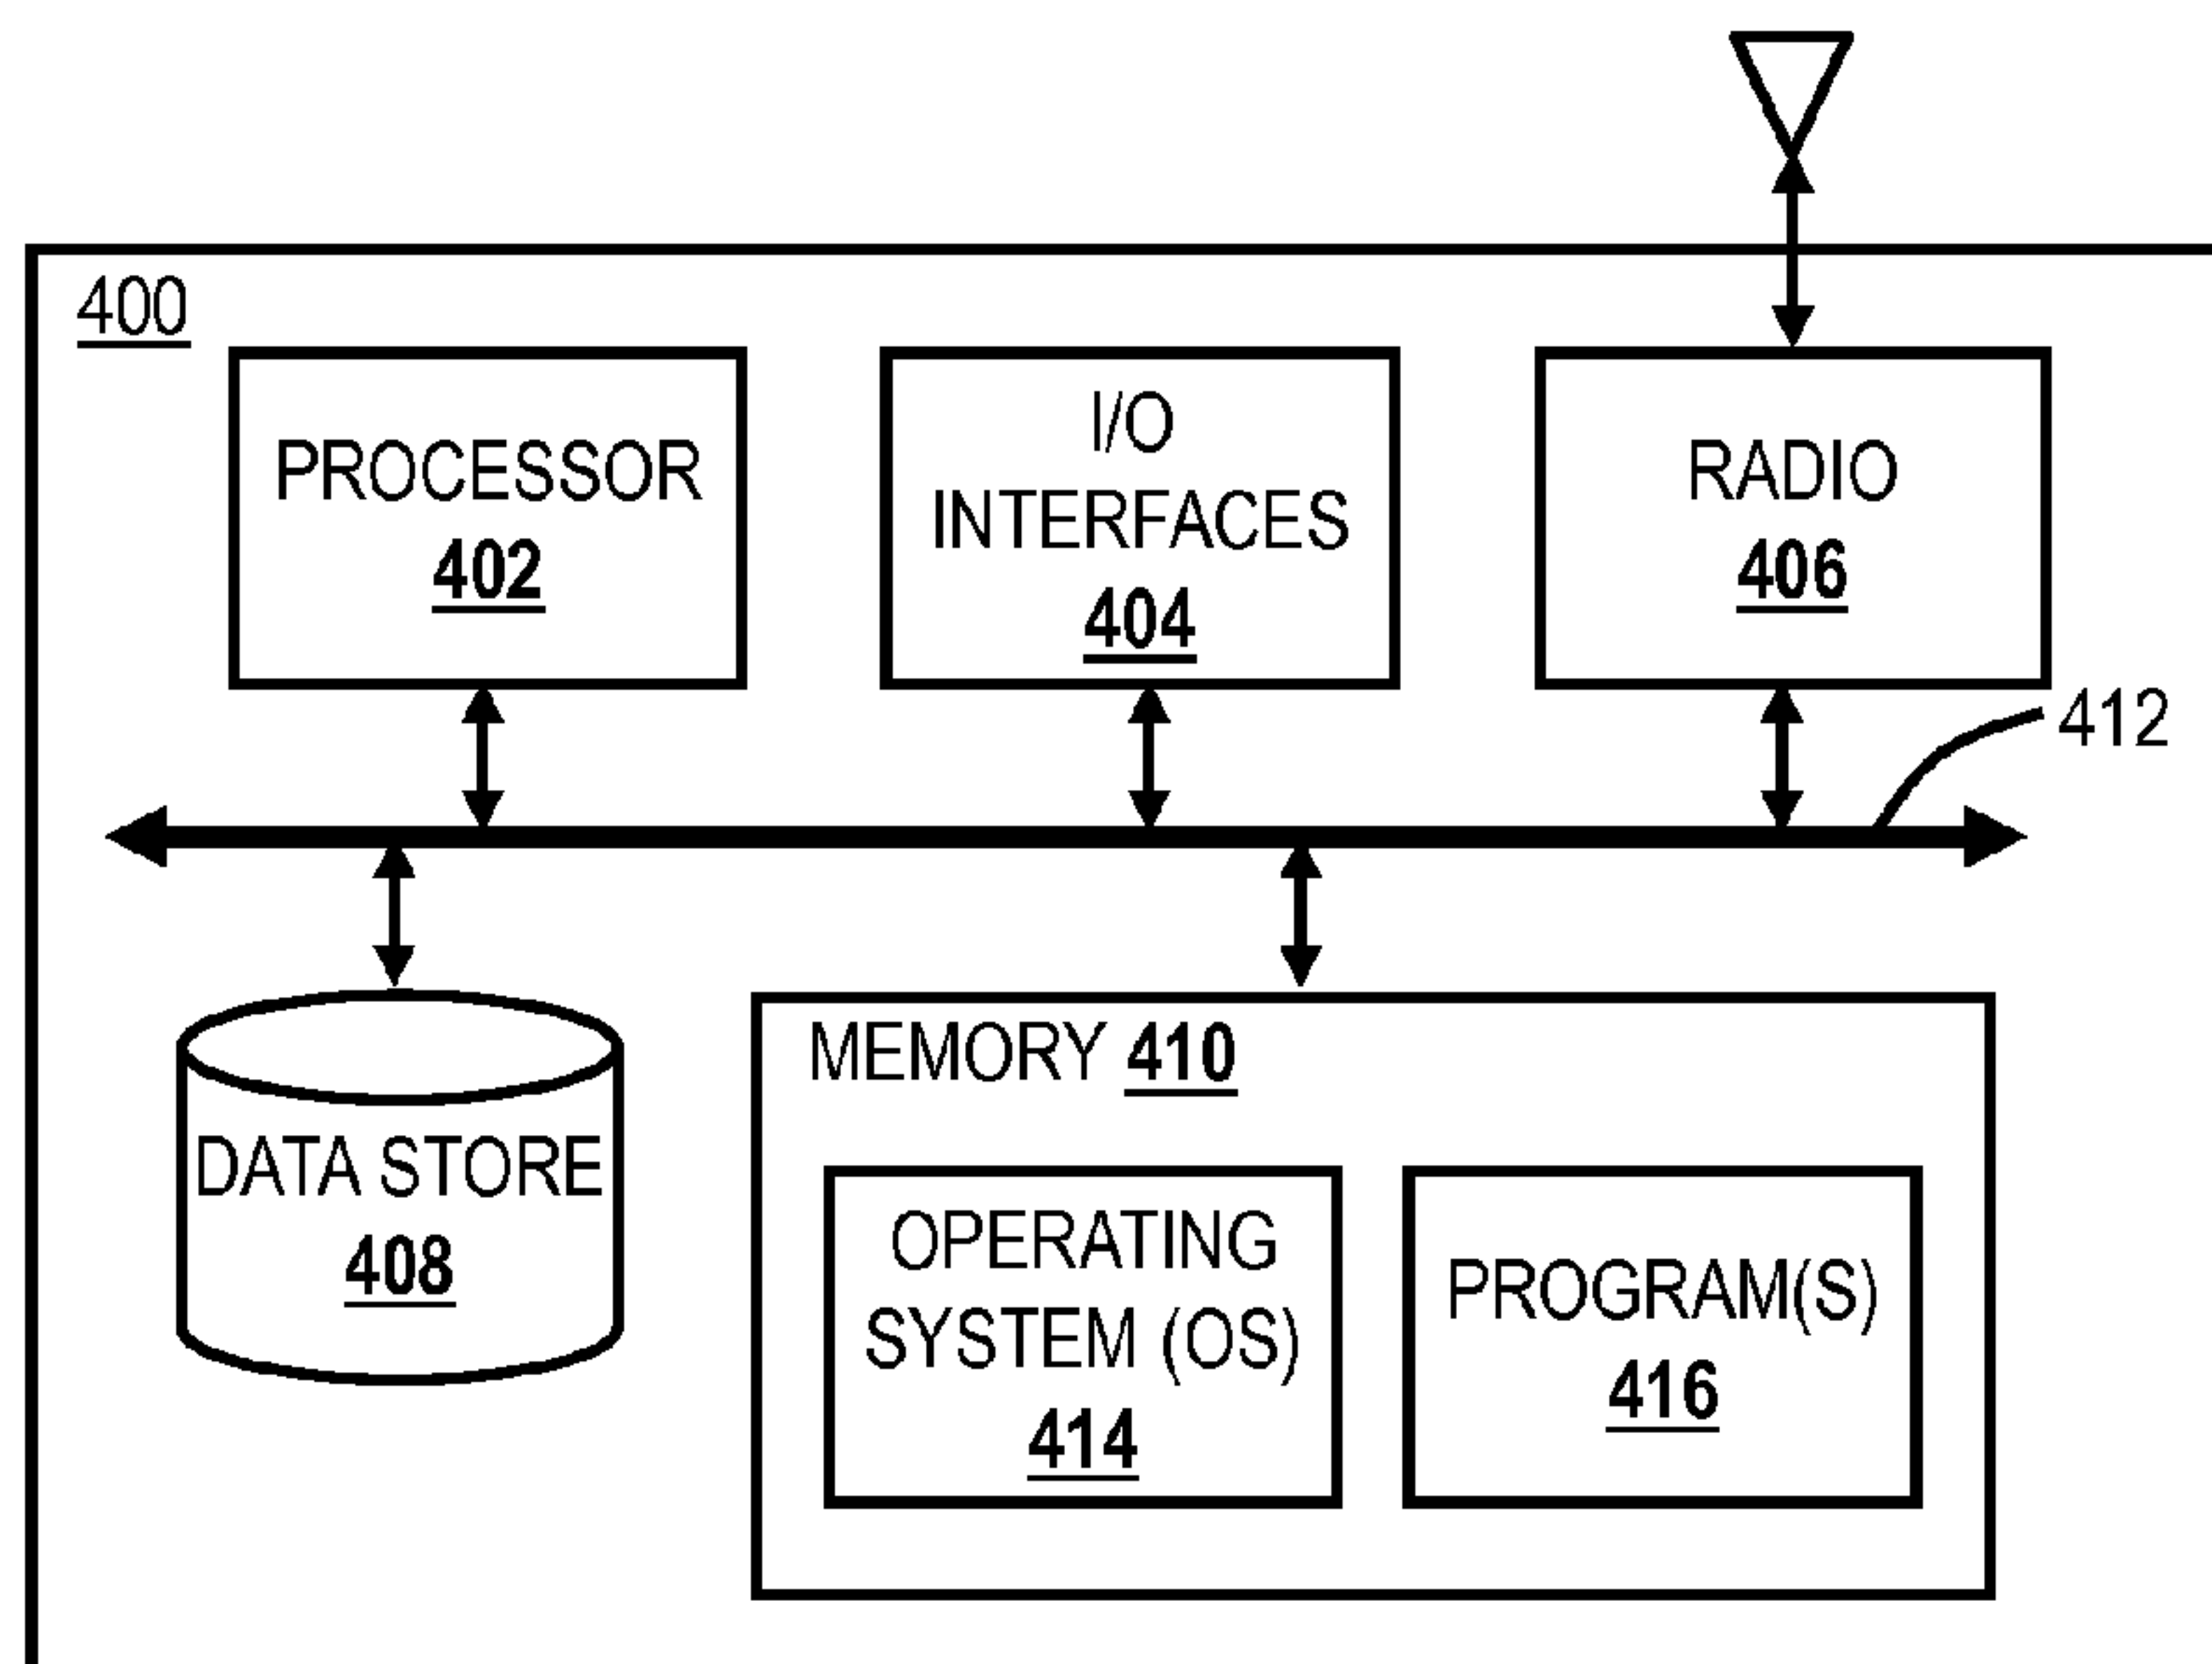 400
PROCESSOR
402
I/O
INTERFACES
404
RADIO
406
412
DATA STORE
408
MEMORY 410
OPERATING
SYSTEM (OS)
414
PROGRAM(S)
416